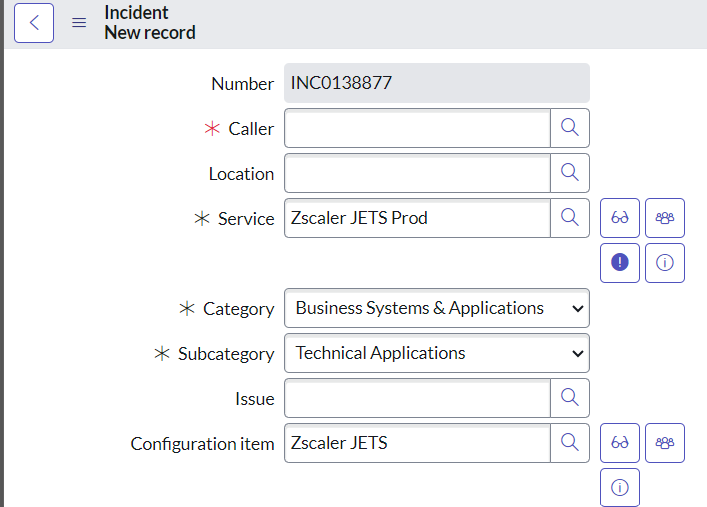 Incident
New record
Number INC0138877
Caller
Location
Service Zscaler JETS Prod
Category Business Systems & Applications
Subcategory Technical Applications
Issue
Configuration item Zscaler JETS